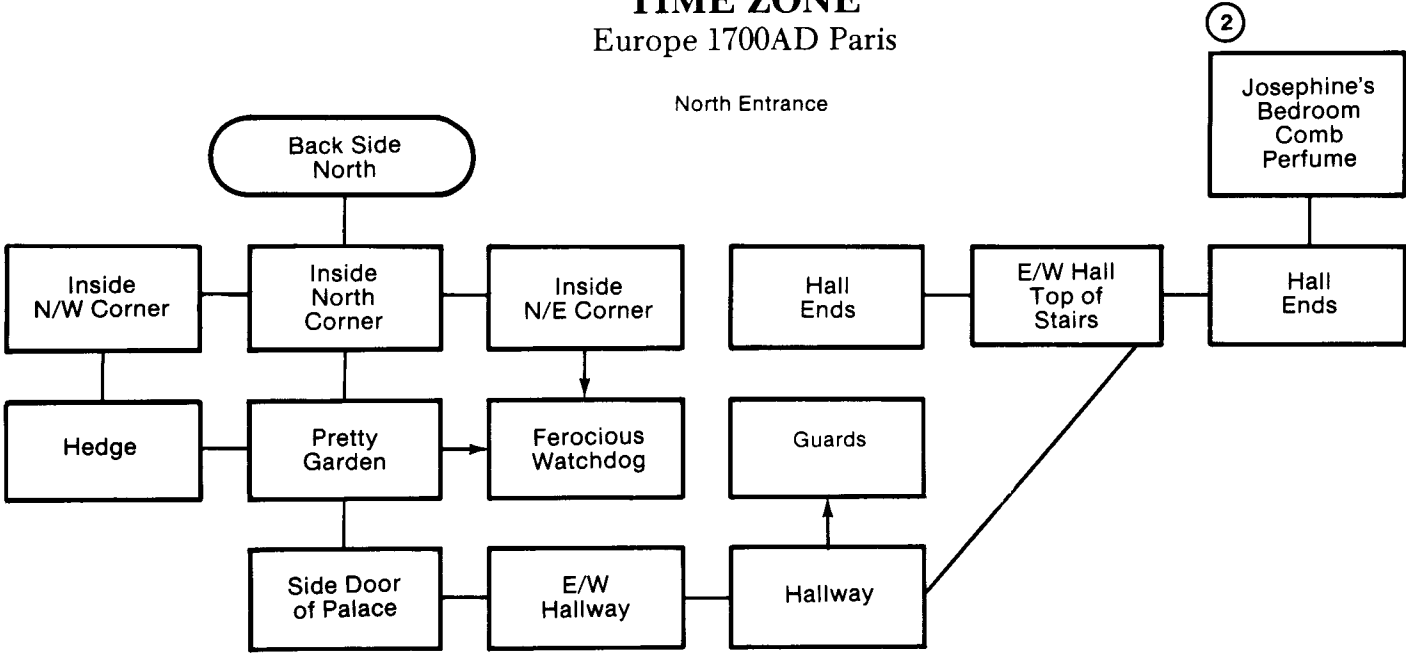 TIME ZONE
Europe 1700AD Paris
2
North Entrance
Josephine's
Bedroom
Comb
Perfume
Back Side
North
Inside
N/W Corner
Inside
North
Corner
Inside
N/E Corner
Hall
Ends
E/W Hall
Top of
Stairs
Hall
Ends
Hedge
Pretty
Garden
Ferocious
Watchdog
Guards
Side Door
of Palace
E/W
Hallway
Hallway